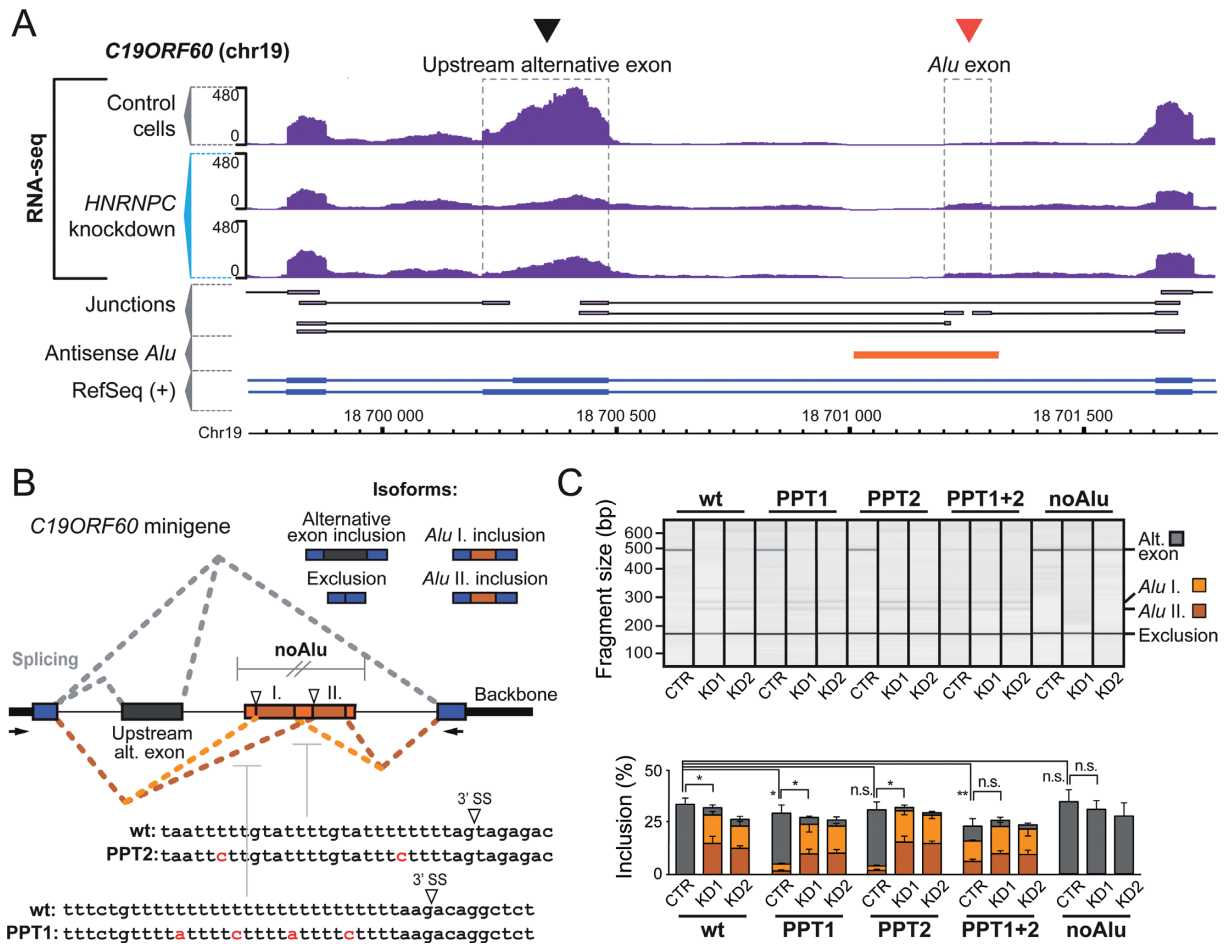 A
C19ORF60 (chr19)
Upstream alternative exon
Alu exon
RNA-seq
Control cells
480
0
HNRNPC knockdown
480
0
480
0
Junctions
Antisense Alu
RefSeq (+)
18 700 000
18 700 500
18 701 000
18 701 500
Chr19
B
C19ORF60 minigene
Isoforms:
Alternative exon inclusion
Alu I. inclusion
Exclusion
Alu II. inclusion
Splicing
noAlu
I.
II.
Backbone
Upstream alt. exon
3' SS
wt: taatttttgtattttgtattttttttagtagagac
PPT2: taattcttgtattttgtatttcttttagtagagac
3' SS
wt: tttctgttttttttttttttttttttttaagacaggctct
PPT1: tttctgttttattttcttttattttcttttaagacaggctct
C
wt
PPT1
PPT2
PPT1+2
noAlu
Fragment size (bp)
600
500
400
300
200
100
Alt. exon
Alu I.
Alu II.
Exclusion
CTR KD1 KD2 CTR KD1 KD2 CTR KD1 KD2 CTR KD1 KD2 CTR KD1 KD2
Inclusion (%)
50
25
0
*
*
*
n.s.
*
**
n.s.
n.s.
n.s.
CTR KD1 KD2 CTR KD1 KD2 CTR KD1 KD2 CTR KD1 KD2 CTR KD1 KD2
wt
PPT1
PPT2
PPT1+2
noAlu